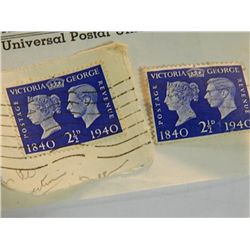 Universal Postal
VICTORIA GEORGE
POSTAGE
REVENUE
1840 2½D 1940
VICTORIA GEORGE
POSTAGE
REVENUE
1840 2½D 1940